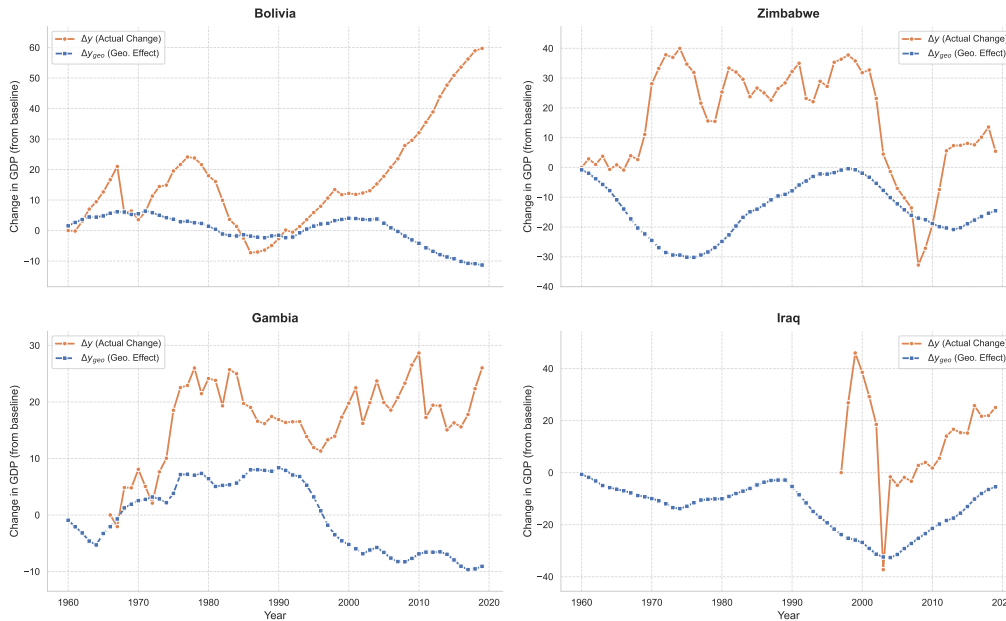 Bolivia
Δy (Actual Change)
Δy_geo (Geo. Effect)
Change in GDP (from baseline)
60
50
40
30
20
10
0
−10
Zimbabwe
Δy (Actual Change)
Δy_geo (Geo. Effect)
Change in GDP (from baseline)
40
30
20
10
0
−10
−20
−30
−40
Gambia
Δy (Actual Change)
Δy_geo (Geo. Effect)
Change in GDP (from baseline)
30
20
10
0
−10
1960 1970 1980 1990 2000 2010 2020
Year
Iraq
Δy (Actual Change)
Δy_geo (Geo. Effect)
Change in GDP (from baseline)
40
20
0
−20
−40
1960 1970 1980 1990 2000 2010
Year